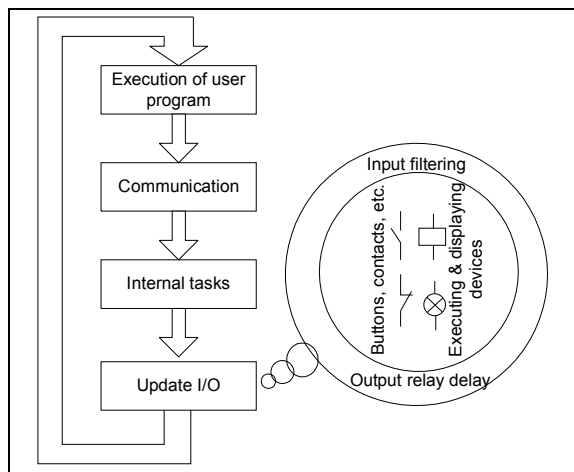 Execution of user
program
Communication
Internal tasks
Update I/O
Input filtering
Buttons, contacts, etc.
Executing & displaying
devices
Output relay delay